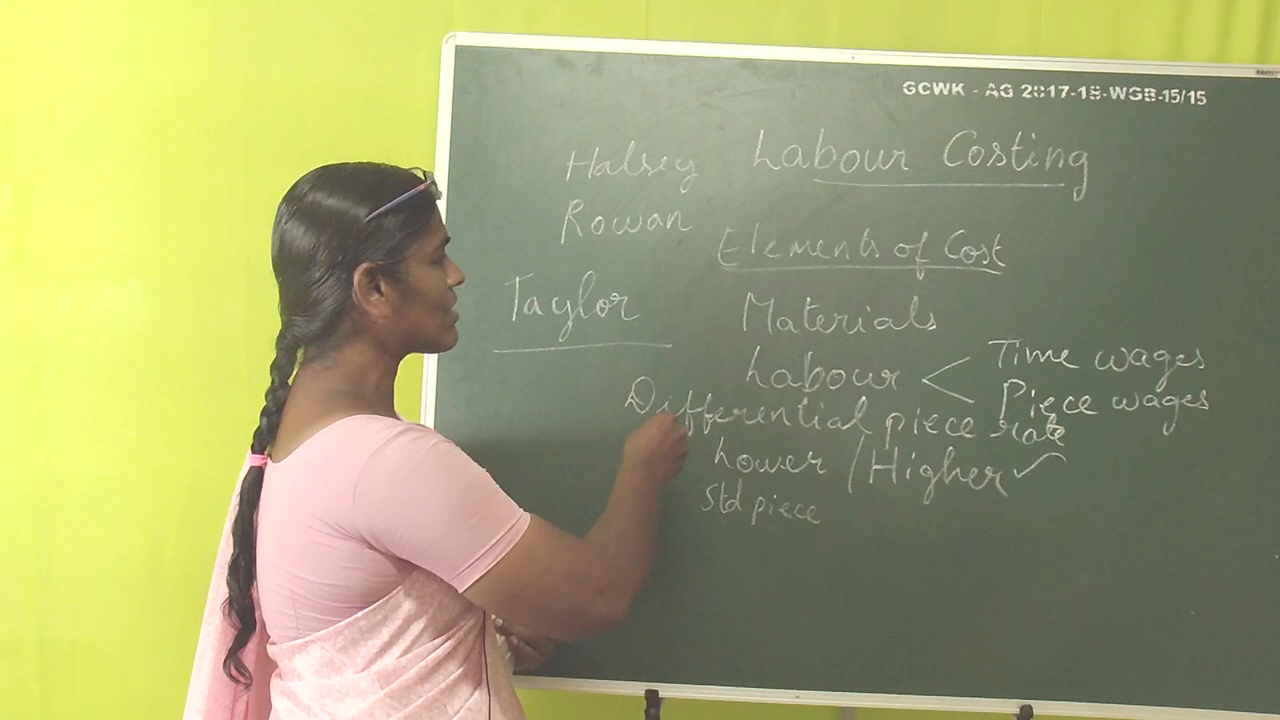 GCWK - AG 2017-18-WGB-15/15
Labour Costing
Halsey
Rowan
Elements of Cost
Taylor
Materials
Labour < Time wages
Piece wages
Differential piece rate
Lower / Higher ✓
Std piece